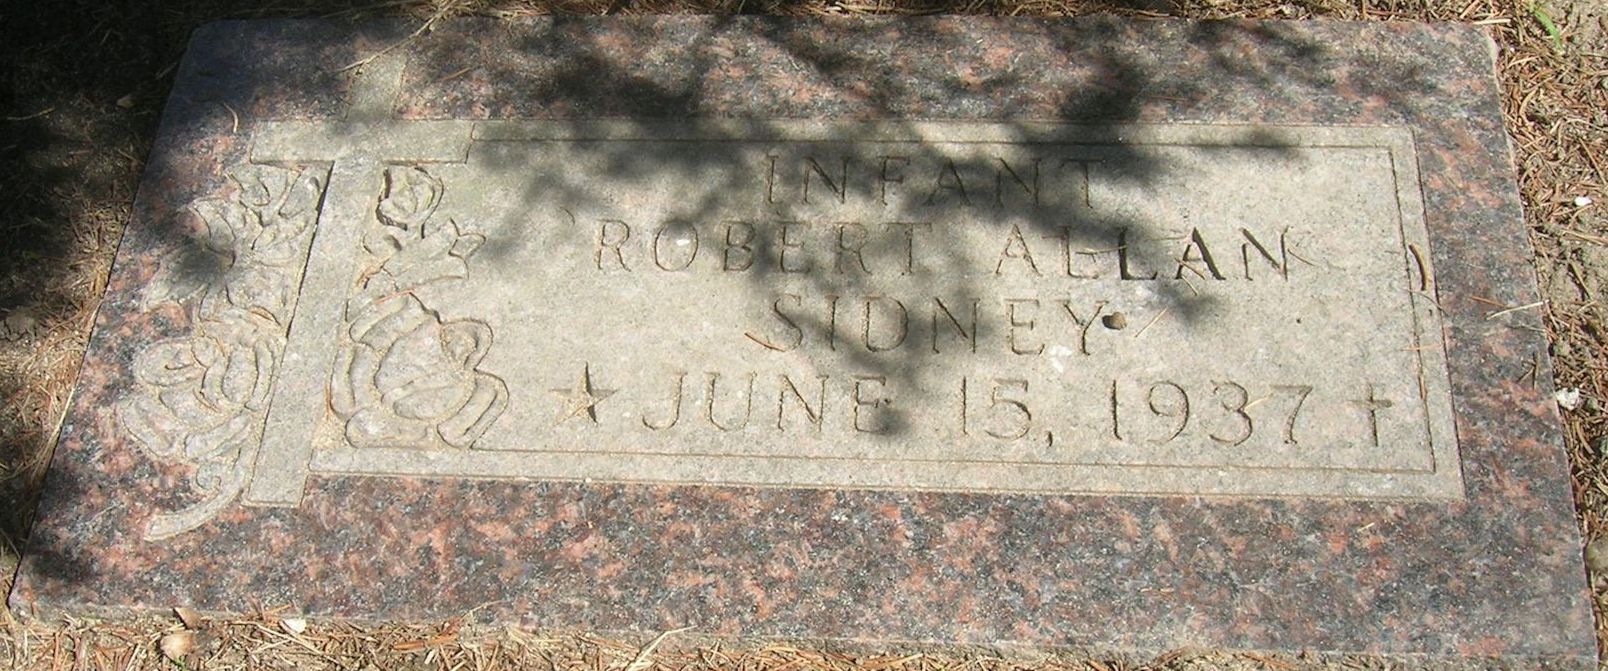 INFANT
ROBERT ALLAN
SIDNEY
★ JUNE 15, 1937 ✝